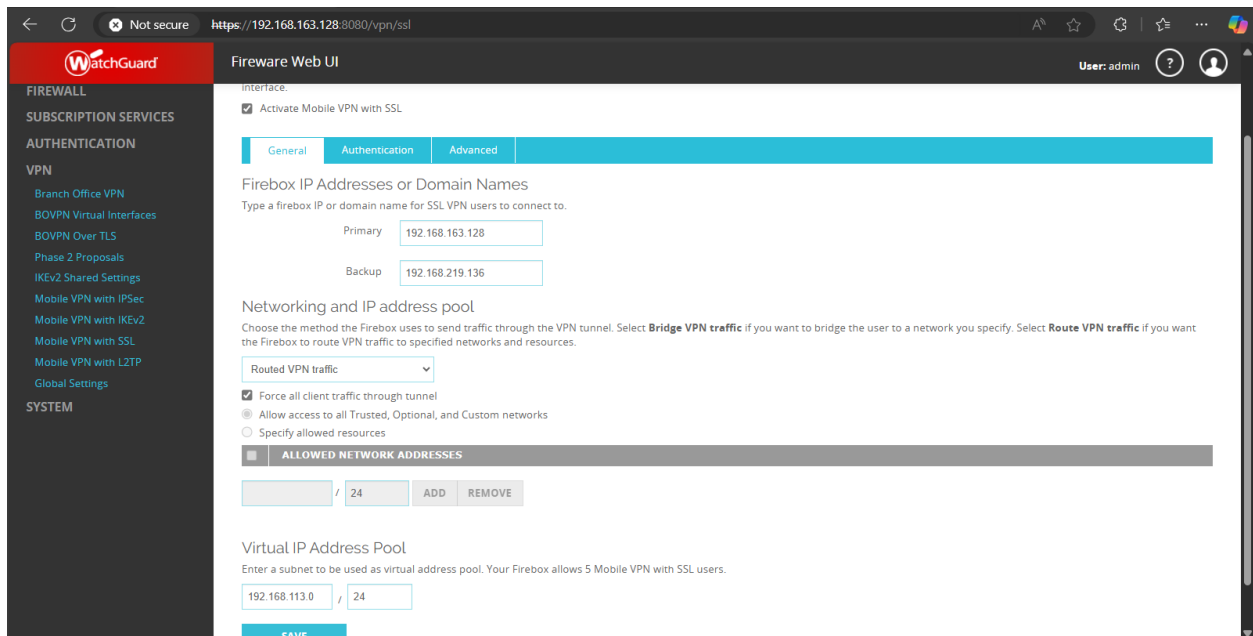 Not secure
https://192.168.163.128:8080/vpn/ssl
WatchGuard
Fireware Web UI
User: admin
?
FIREWALL
SUBSCRIPTION SERVICES
AUTHENTICATION
VPN
Branch Office VPN
BOVPN Virtual Interfaces
BOVPN Over TLS
Phase 2 Proposals
IKEv2 Shared Settings
Mobile VPN with IPSec
Mobile VPN with IKEv2
Mobile VPN with SSL
Mobile VPN with L2TP
Global Settings
SYSTEM
interface.
Activate Mobile VPN with SSL
General Authentication Advanced
Firebox IP Addresses or Domain Names
Type a firebox IP or domain name for SSL VPN users to connect to.
Primary 192.168.163.128
Backup 192.168.219.136
Networking and IP address pool
Choose the method the Firebox uses to send traffic through the VPN tunnel. Select Bridge VPN traffic if you want to bridge the user to a network you specify. Select Route VPN traffic if you want
the Firebox to route VPN traffic to specified networks and resources.
Routed VPN traffic
Force all client traffic through tunnel
Allow access to all Trusted, Optional, and Custom networks
Specify allowed resources
ALLOWED NETWORK ADDRESSES
/ 24 ADD REMOVE
Virtual IP Address Pool
Enter a subnet to be used as virtual address pool. Your Firebox allows 5 Mobile VPN with SSL users.
192.168.113.0 / 24
SAVE